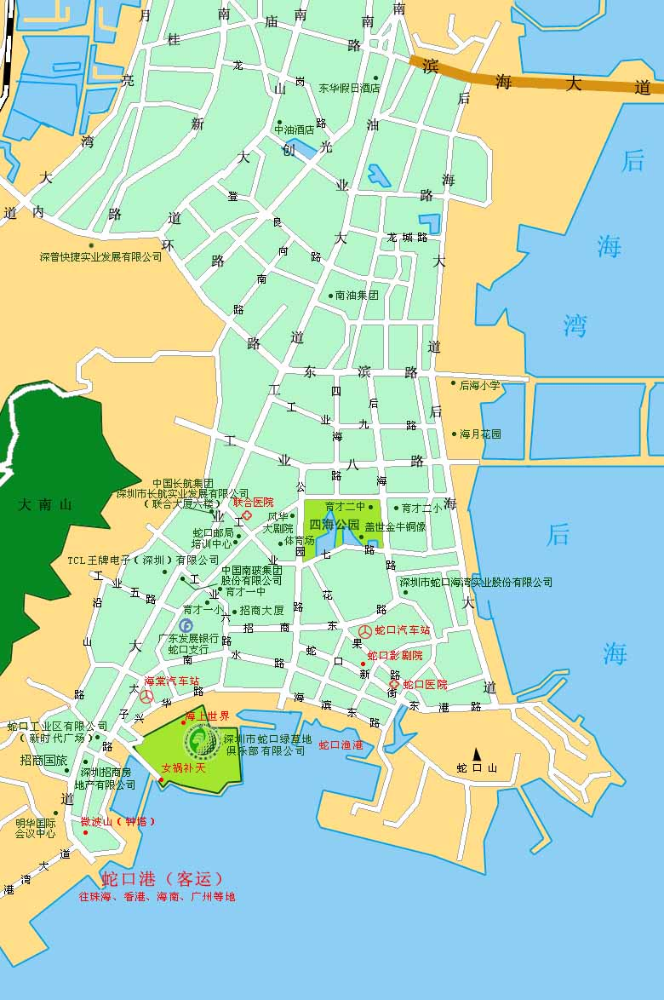 月亮湾大道
桂庙路
南新路
南山大道
南油大道
龙岗路
创业路
滨海大道
后海大道
东华假日酒店
中油酒店
内环路
登良路
向南路
龙城路
深普快捷实业发展有限公司
南油集团
东滨路
后海湾
后海小学
海月花园
工业九路
工业八路
四海路
后海路
公园路
大南山
中国长航集团
深圳市长航实业发展有限公司
（联合大厦六楼）
联合医院
蛇口邮局
培训中心
风华
大剧院
体育场
育才二中
育才二小
四海公园
盖世金牛铜像
TCL王牌电子（深圳）有限公司
中国南玻集团
股份有限公司
育才一中
育才一小
招商大厦
工业七路
工业六路
工业五路
工业大道
沿山路
深圳市蛇口海湾实业股份有限公司
花果路
招商东路
广东发展银行
蛇口支行
南水路
蛇口新街
蛇口汽车站
蛇口影剧院
蛇口医院
海棠汽车站
太子路
兴华路
海滨东路
东港路
后海
蛇口工业区有限公司
（新时代广场）
招商国旅
深圳招商房
地产有限公司
海上世界
深圳市蛇口绿草地
俱乐部有限公司
女祸补天
蛇口渔港
蛇口山
明华国际
会议中心
微波山（钟塔）
港湾大道
蛇口港（客运）
往珠海、香港、海南、广州等地